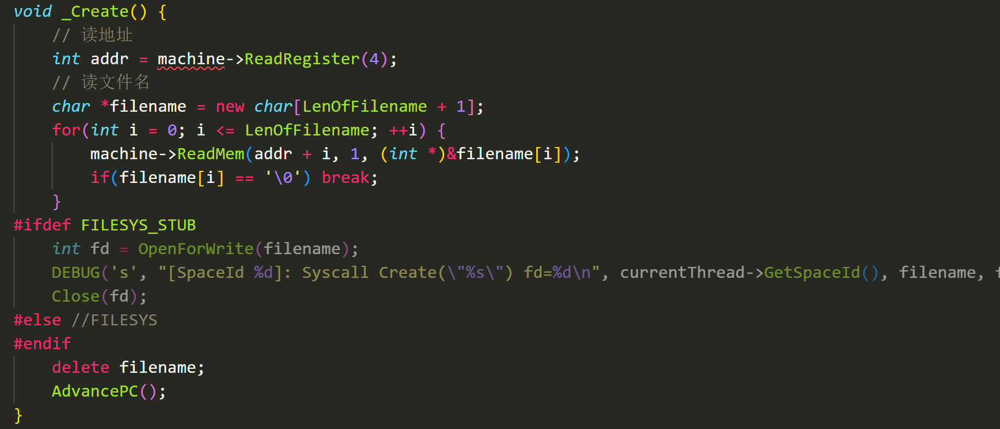 void _Create() {
    // 读地址
    int addr = machine->ReadRegister(4);
    // 读文件名
    char *filename = new char[LenOfFilename + 1];
    for(int i = 0; i <= LenOfFilename; ++i) {
        machine->ReadMem(addr + i, 1, (int *)&filename[i]);
        if(filename[i] == '\0') break;
    }
#ifdef FILESYS_STUB
    int fd = OpenForWrite(filename);
    DEBUG('s', "[SpaceId %d]: Syscall Create(\"%s\") fd=%d\n", currentThread->GetSpaceId(), filename,
    Close(fd);
#else //FILESYS
#endif
    delete filename;
    AdvancePC();
}